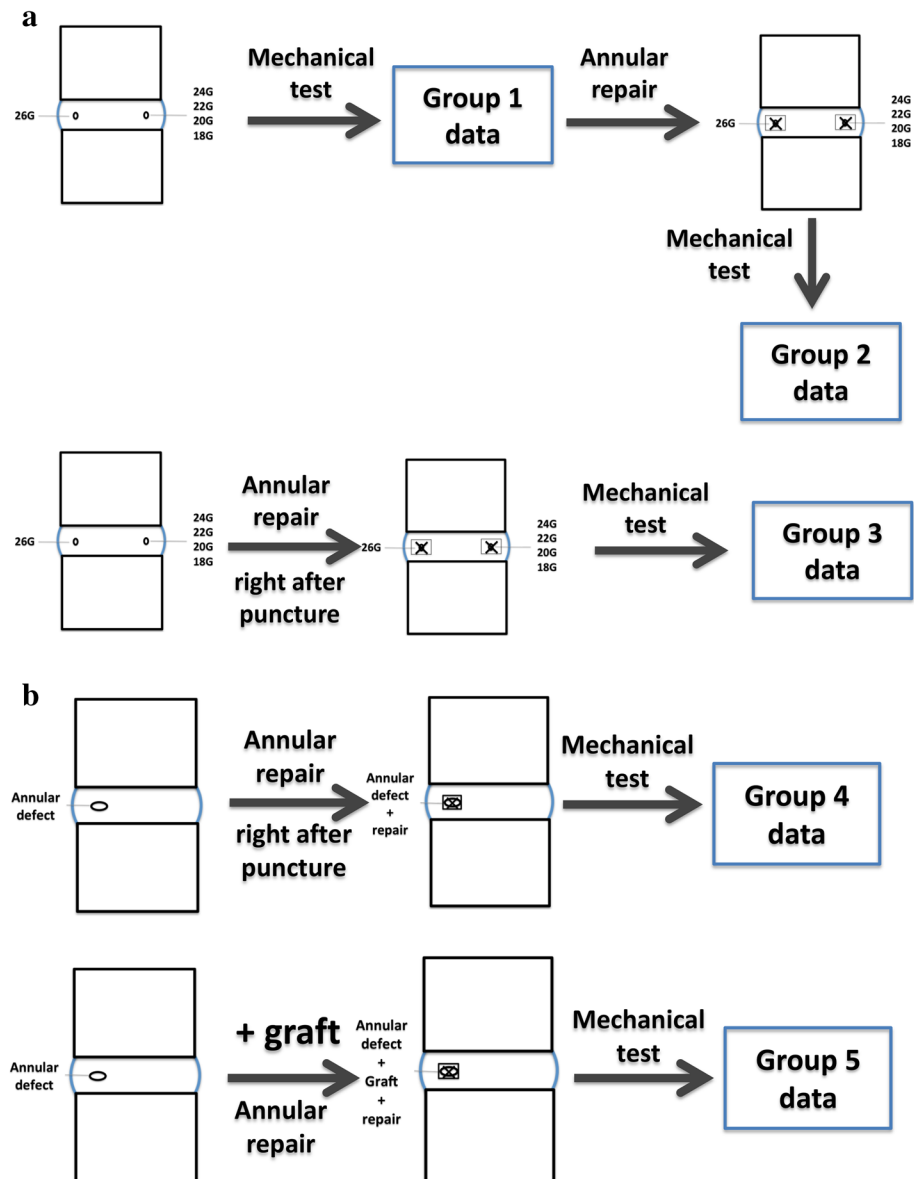 a
26G
24G
22G
20G
18G
Mechanical
test
Group 1
data
Annular
repair
26G
24G
22G
20G
18G
Mechanical
test
Group 2
data
26G
24G
22G
20G
18G
Annular
repair
right after
puncture
26G
24G
22G
20G
18G
Mechanical
test
Group 3
data
b
Annular
defect
Annular
repair
right after
puncture
Annular
defect
+
repair
Mechanical
test
Group 4
data
Annular
defect
+ graft
Annular
repair
Annular
defect
+
Graft
+
repair
Mechanical
test
Group 5
data